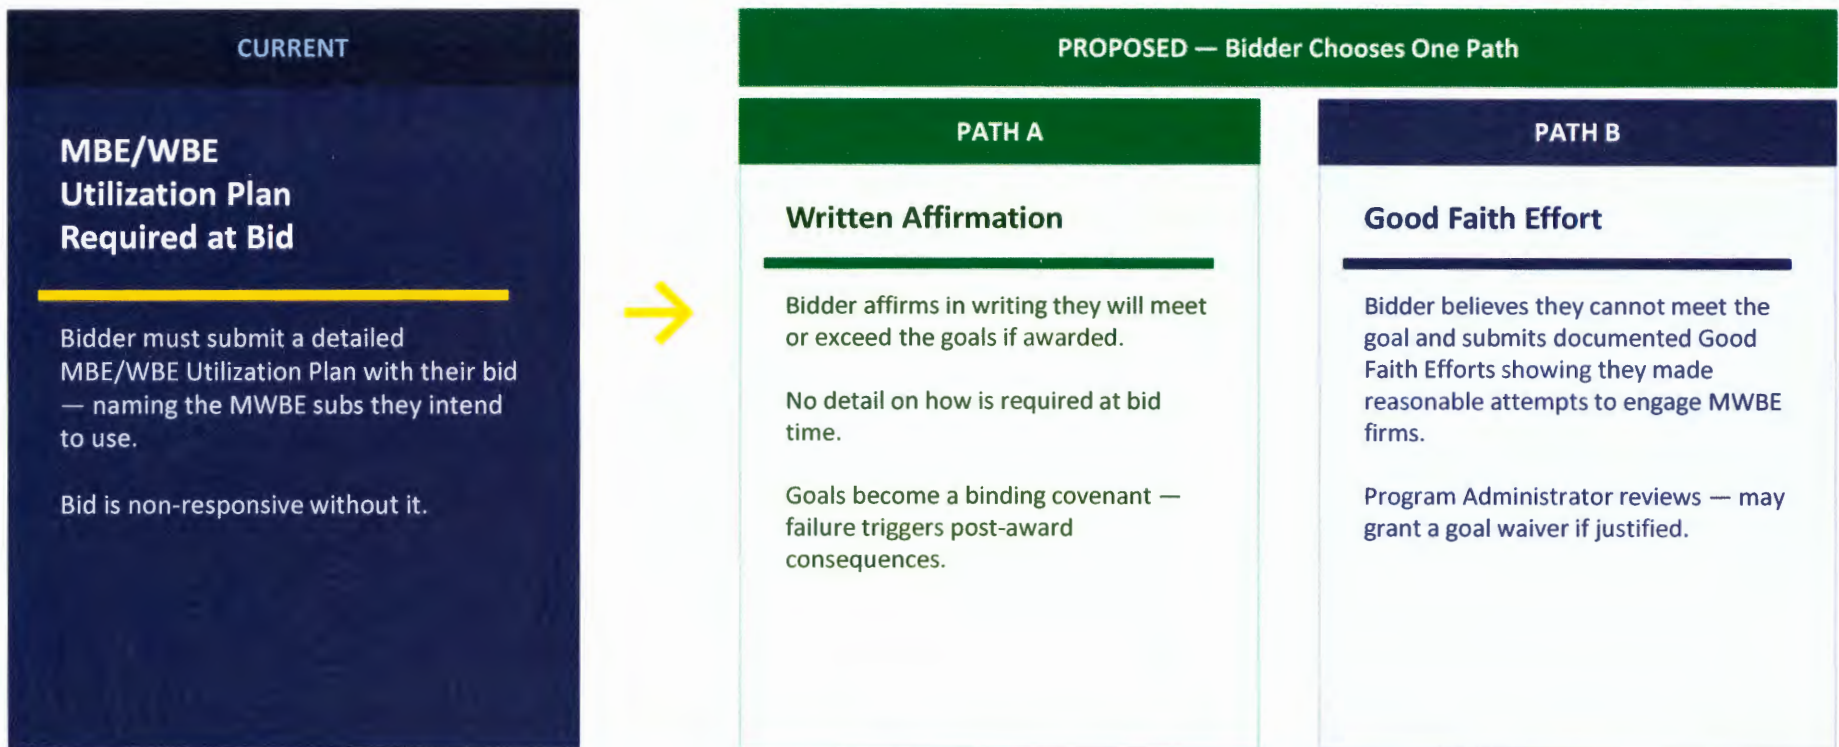 CURRENT
MBE/WBE
Utilization Plan
Required at Bid
Bidder must submit a detailed
MBE/WBE Utilization Plan with their bid
— naming the MWBE subs they intend
to use.
Bid is non-responsive without it.
PROPOSED — Bidder Chooses One Path
PATH A
Written Affirmation
Bidder affirms in writing they will meet
or exceed the goals if awarded.
No detail on how is required at bid
time.
Goals become a binding covenant —
failure triggers post-award
consequences.
PATH B
Good Faith Effort
Bidder believes they cannot meet the
goal and submits documented Good
Faith Efforts showing they made
reasonable attempts to engage MWBE
firms.
Program Administrator reviews — may
grant a goal waiver if justified.